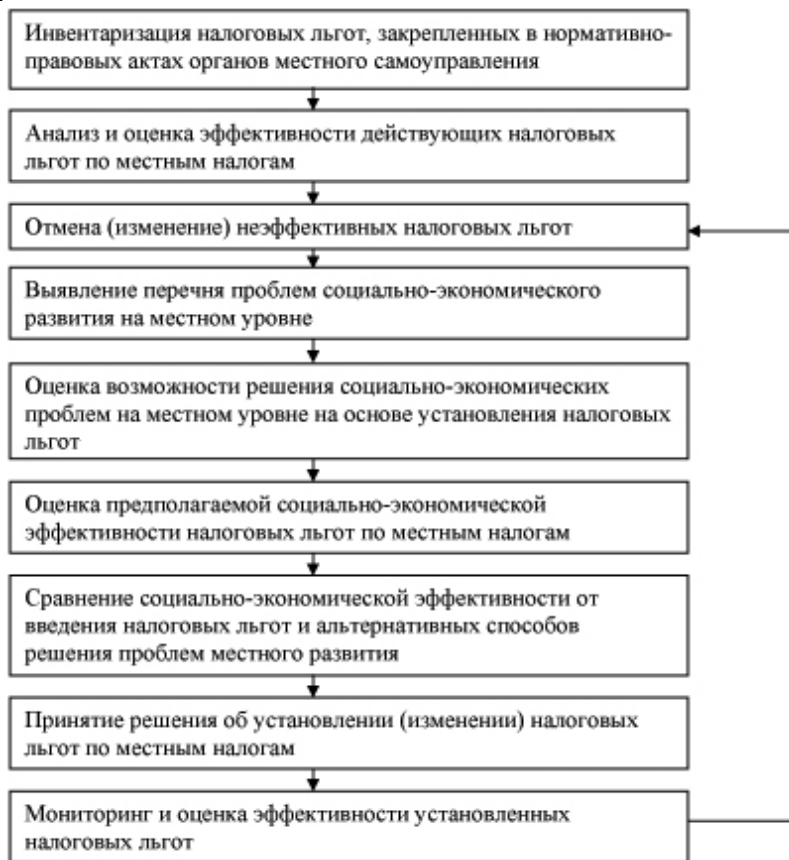 Инвентаризация налоговых льгот, закрепленных в нормативно-
правовых актах органов местного самоуправления
Анализ и оценка эффективности действующих налоговых
льгот по местным налогам
Отмена (изменение) неэффективных налоговых льгот
Выявление перечня проблем социально-экономического
развития на местном уровне
Оценка возможности решения социально-экономических
проблем на местном уровне на основе установления налоговых
льгот
Оценка предполагаемой социально-экономической
эффективности налоговых льгот по местным налогам
Сравнение социально-экономической эффективности от
введения налоговых льгот и альтернативных способов
решения проблем местного развития
Принятие решения об установлении (изменении) налоговых
льгот по местным налогам
Мониторинг и оценка эффективности установленных
налоговых льгот